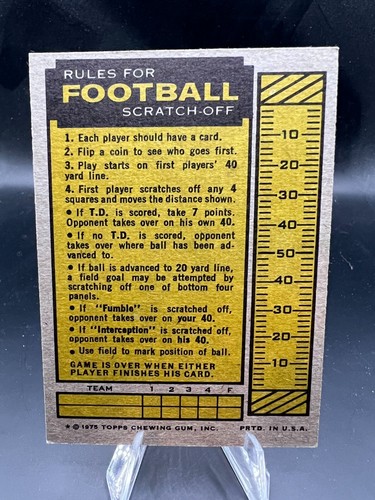 RULES FOR
FOOTBALL
SCRATCH-OFF
1. Each player should have a card.
2. Flip a coin to see who goes first.
3. Play starts on first players' 40
yard line.
4. First player scratches off any 4
squares and moves the distance shown.
• If T.D. is scored, take 7 points.
Opponent takes over on his own 40.
• If no T.D. is scored, opponent
takes over where ball has been ad-
vanced to.
• If ball is advanced to 20 yard line,
a field goal may be attempted by
scratching off one of bottom four
panels.
• If "Fumble" is scratched off,
opponent takes over on your 40.
• If "Interception" is scratched off,
opponent takes over on his 40.
• Use field to mark position of ball.
GAME IS OVER WHEN EITHER
PLAYER FINISHES HIS CARD.
TEAM 1 2 3 4 F.
★ © 1975 TOPPS CHEWING GUM, INC. PRTD. IN U.S.A.
10
20
30
40
50
40
30
20
10